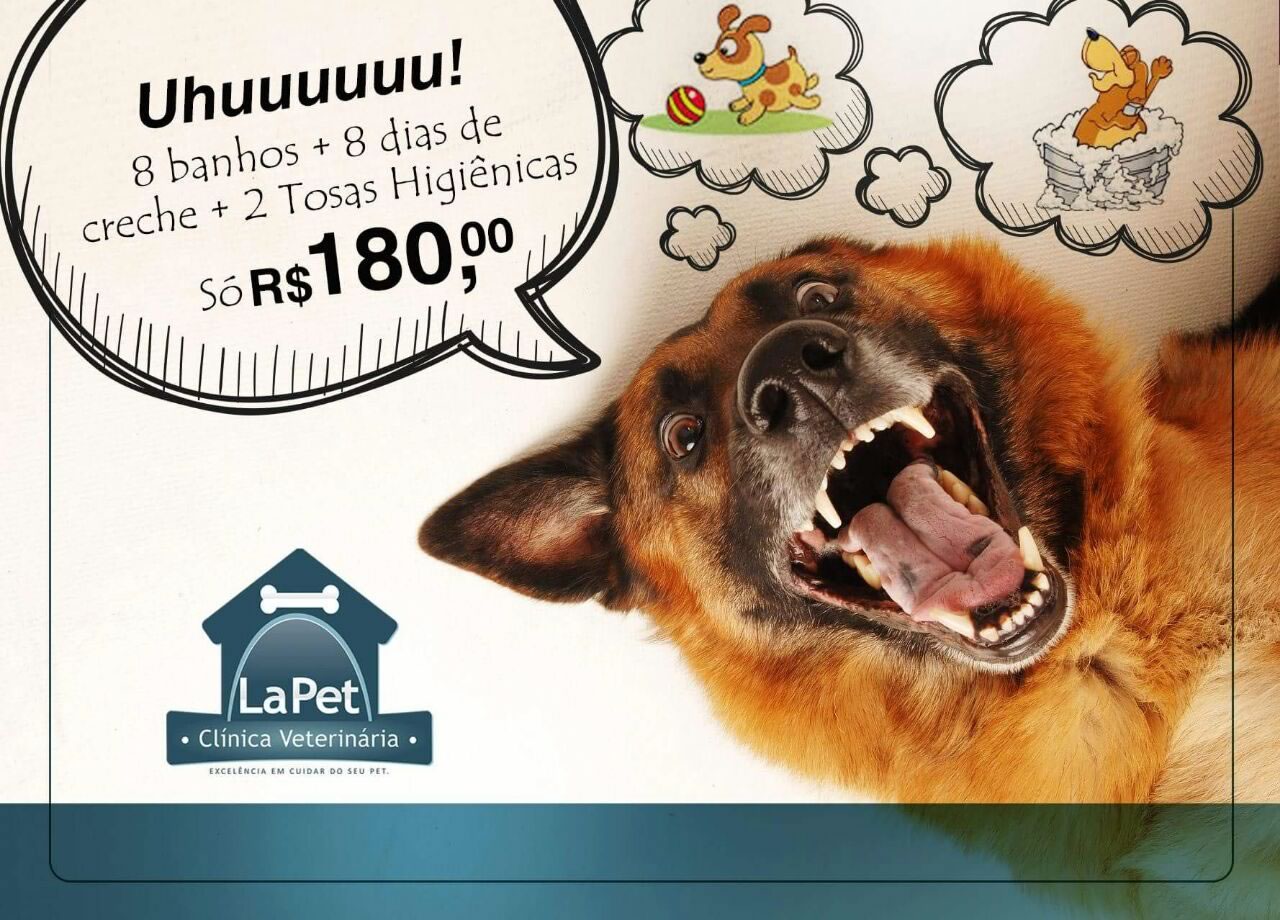 Uhuuuuuu!
8 banhos + 8 dias de
creche + 2 Tosas Higiênicas
Só R$180,00
LaPet
• Clínica Veterinária •
EXCELÊNCIA EM CUIDAR DO SEU PET.